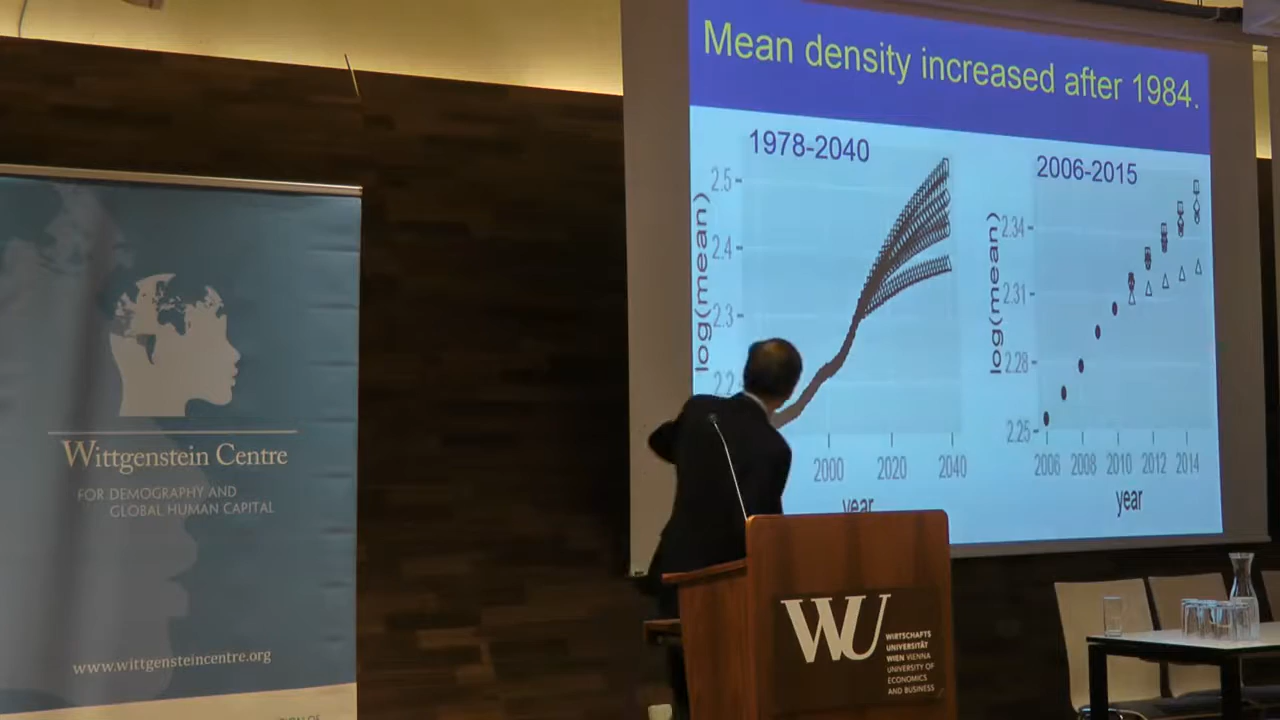 Mean density increased after 1984.
1978-2040
log(mean)
2.5
2.4
2.3
2.2
2000
2020
2040
year
2006-2015
log(mean)
2.34
2.31
2.28
2.25
2006 2008 2010 2012 2014
year
Wittgenstein Centre
FOR DEMOGRAPHY AND
GLOBAL HUMAN CAPITAL
www.wittgensteincentre.org
WU
WIRTSCHAFTS
UNIVERSITÄT
WIEN VIENNA
UNIVERSITY OF
ECONOMICS
AND BUSINESS